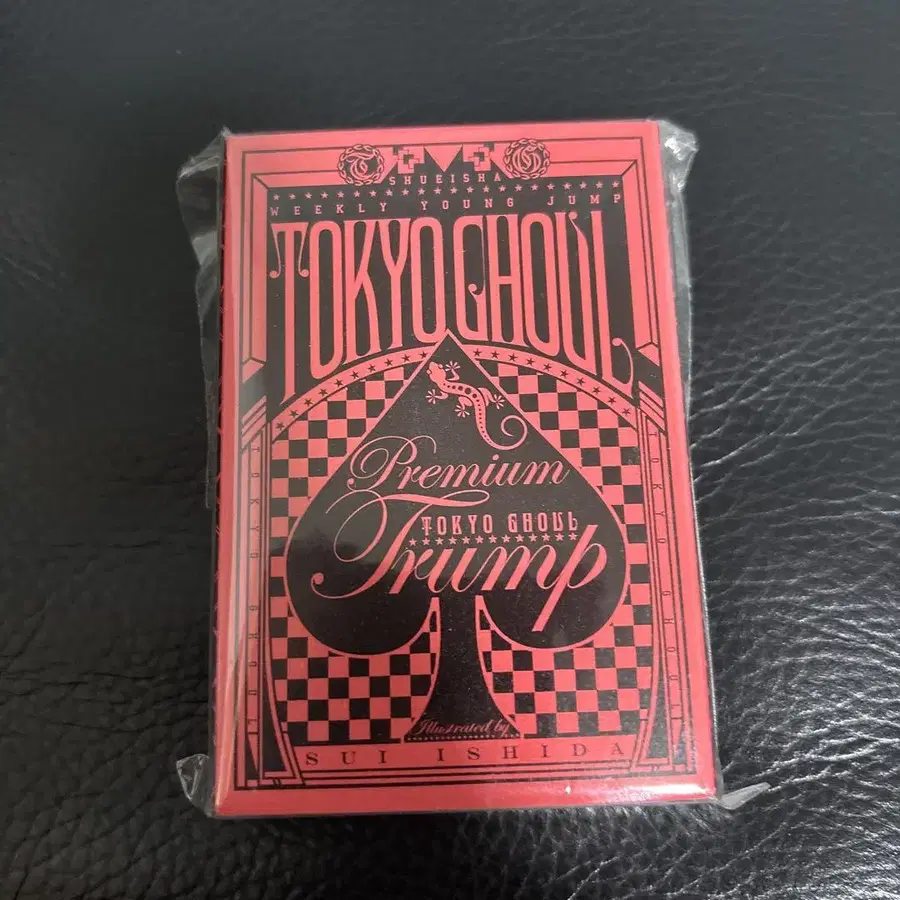 SHUEISHA
WEEKLY YOUNG JUMP
TOKYO GHOUL
Premium
TOKYO GHOUL
Trump
TOKYO GHOUL
TOKYO GHOUL
Illustrated by
SUI ISHIDA